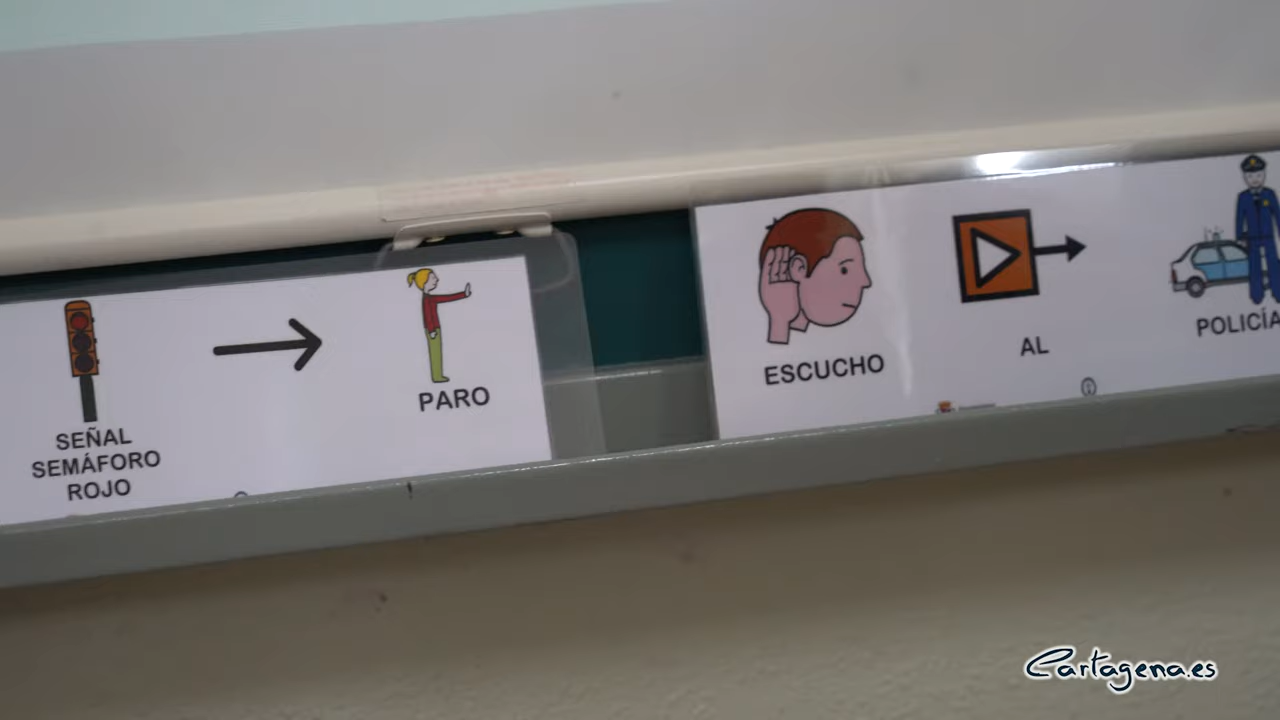 SEÑAL
SEMÁFORO
ROJO
PARO
ESCUCHO
AL
POLICÍA
Cartagena.es